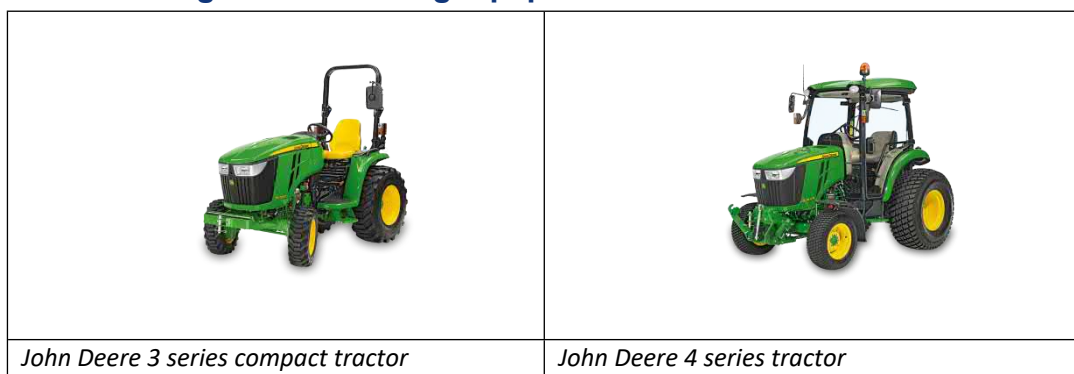 John Deere 3 series compact tractor
John Deere 4 series tractor